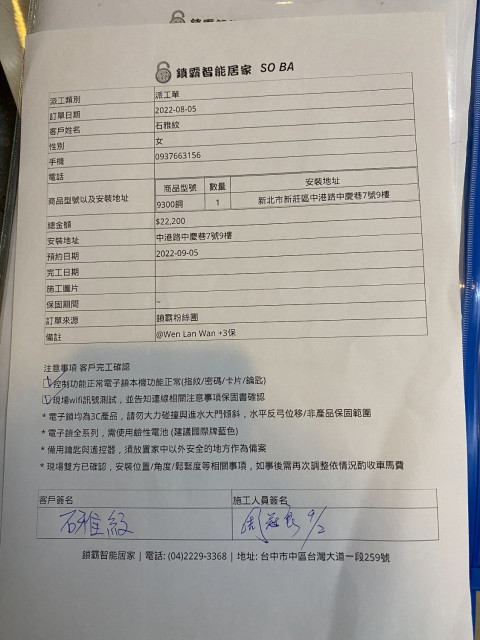 鎖霸智能居家 SO BA
派工類別 派工單
訂單日期 2022-08-05
客戶姓名 石雅紋
性別 女
手機 0937663156
電話
商品型號以及安裝地址 商品型號 數量 安裝地址
9300銅 1 新北市新莊區中港路中慶巷7號9樓
總金額 $22,200
安裝地址 中港路中慶巷7號9樓
預約日期 2022-09-05
完工日期
施工圖片
保固期間 –
訂單來源 鎖霸粉絲團
備註 @Wen Lan Wan +3保
注意事項 客戶完工確認
控制功能正常電子鎖本機功能正常(指紋/密碼/卡片/鑰匙)
現場wifi訊號測試，並告知連線相關注意事項保固書確認
* 電子鎖均為3C產品，請勿大力碰撞與進水大門傾斜，水平反弓位移/非產品保固範圍
* 電子鎖全系列，需使用鹼性電池 (建議國際牌藍色)
* 備用鑰匙與遙控器，須放置家中以外安全的地方作為備案
* 現場雙方已確認，安裝位置/角度/鬆緊度等相關事項，如事後需再次調整依情況酌收車馬費
客戶簽名 施工人員簽名
石雅紋 9/2
鎖霸智能居家 | 電話: (04)2229-3368 | 地址: 台中市中區台灣大道一段259號